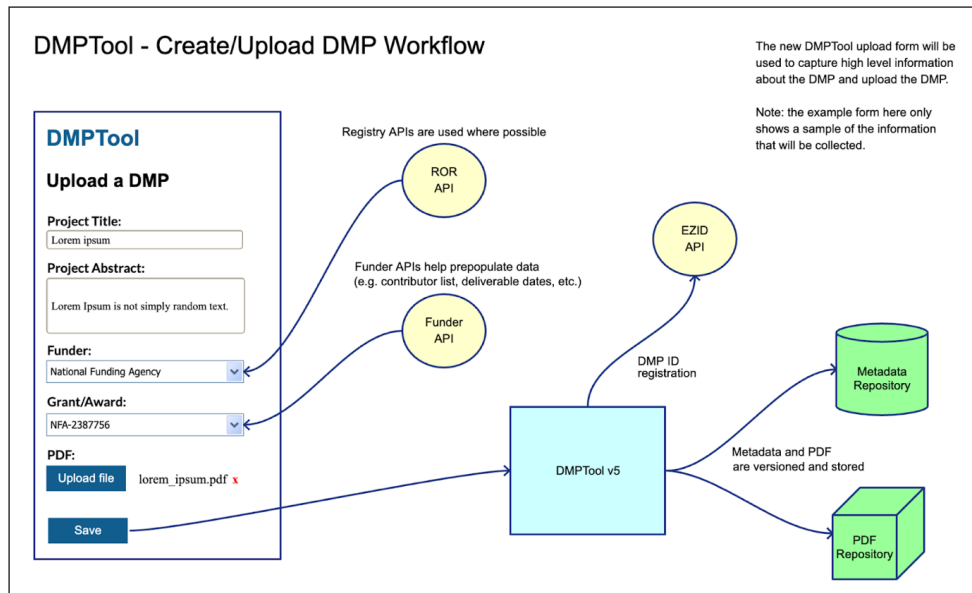 DMPTool - Create/Upload DMP Workflow
The new DMPTool upload form will be
used to capture high level information
about the DMP and upload the DMP.
Note: the example form here only
shows a sample of the information
that will be collected.
DMPTool
Upload a DMP
Project Title:
Lorem ipsum
Project Abstract:
Lorem Ipsum is not simply random text.
Funder:
National Funding Agency
Grant/Award:
NFA-2387756
PDF:
Upload file
lorem_ipsum.pdf x
Save
Registry APIs are used where possible
ROR
API
Funder APIs help prepopulate data
(e.g. contributor list, deliverable dates, etc.)
Funder
API
EZID
API
DMP ID
registration
DMPTool v5
Metadata
Repository
Metadata and PDF
are versioned and stored
PDF
Repository